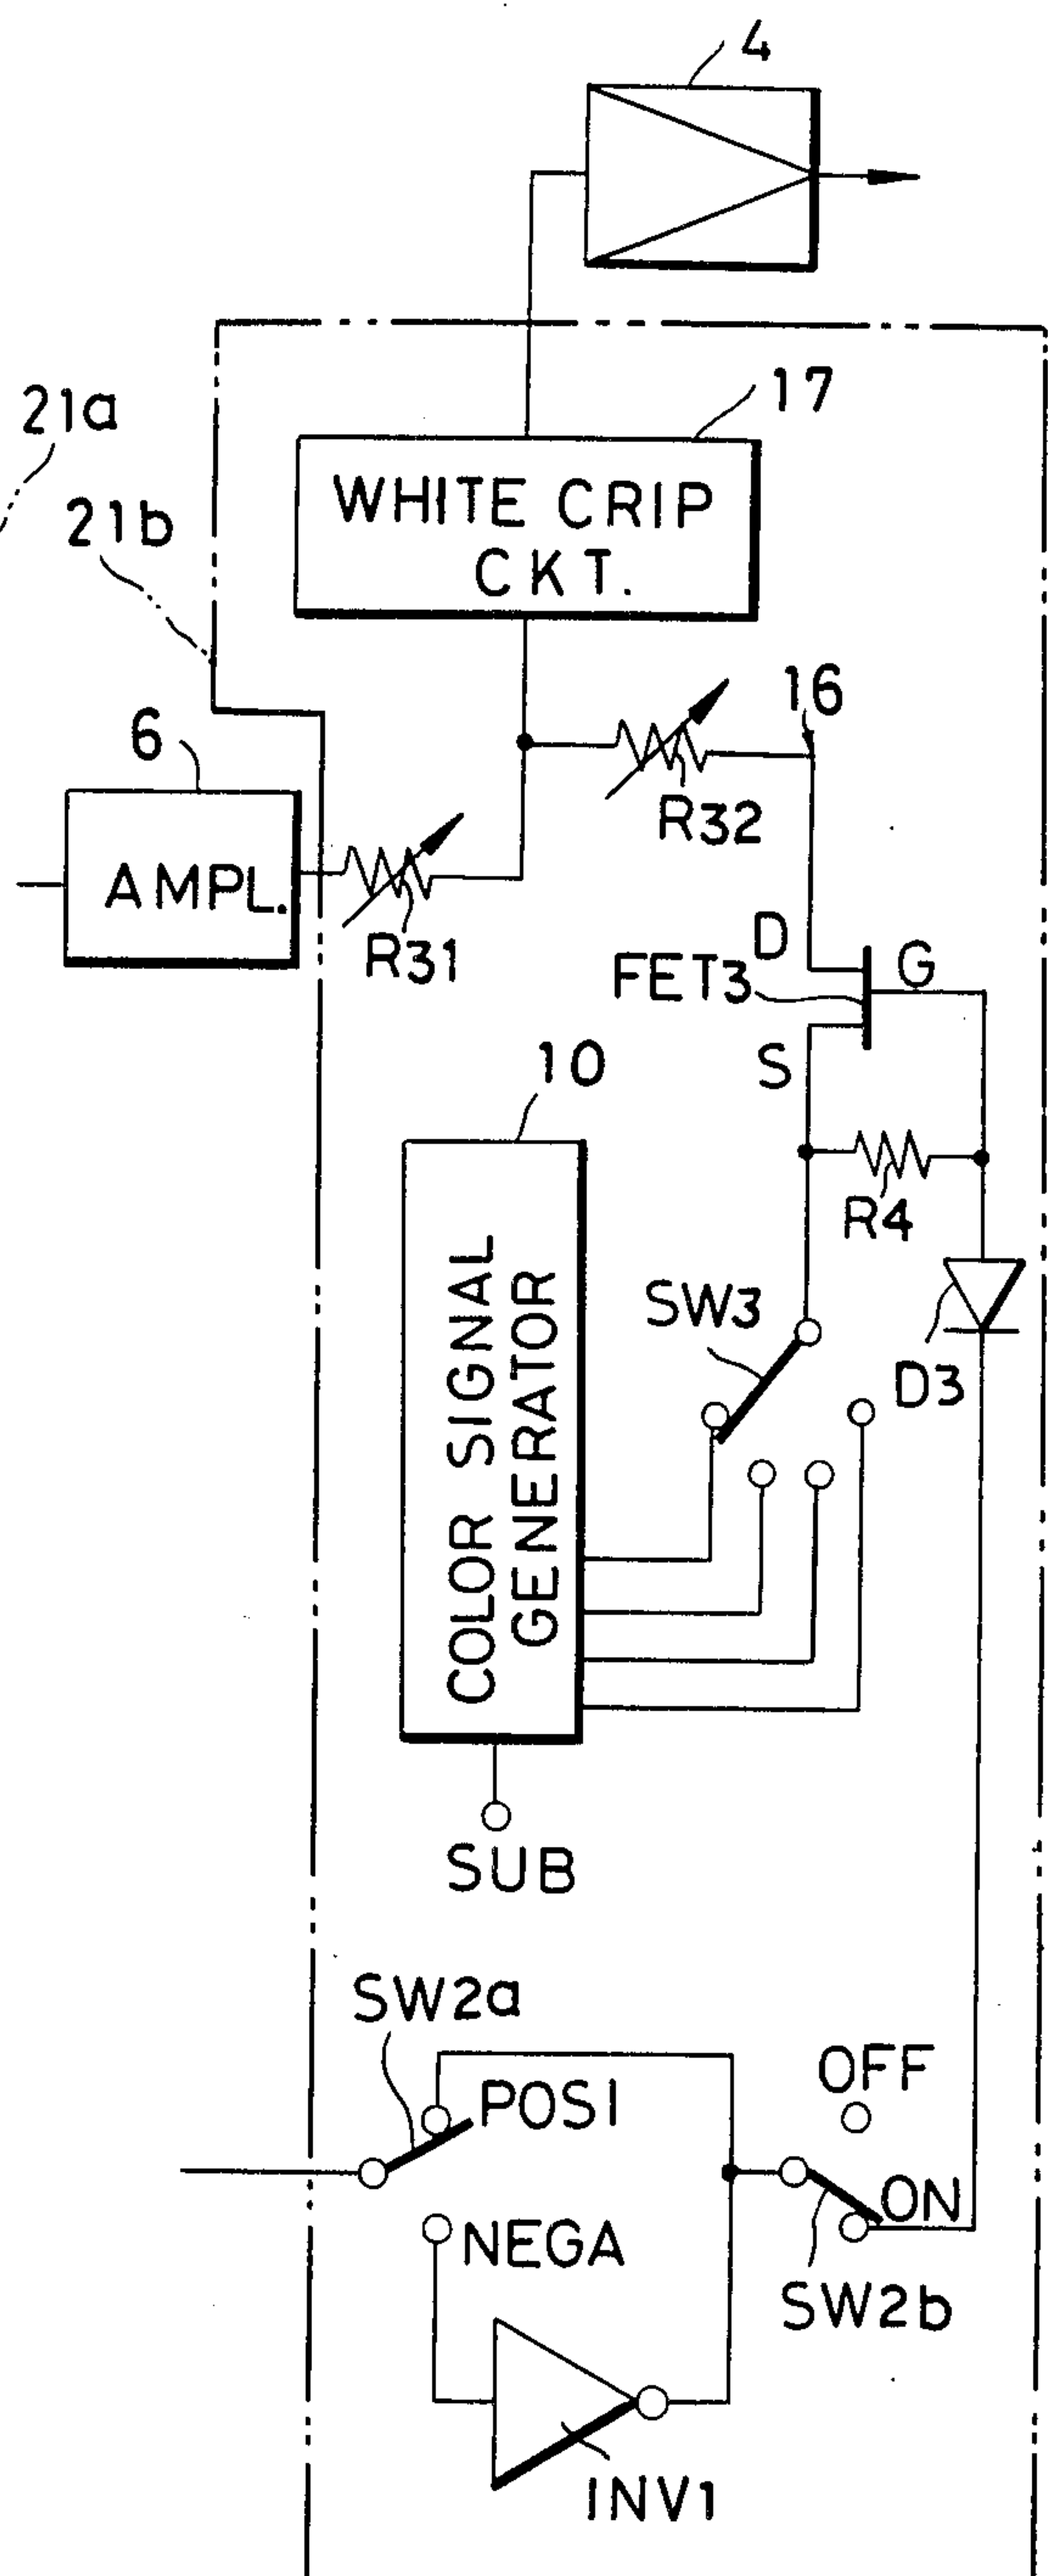 4
17
21a
WHITE CRIP
CKT.
21b
16
6
R32
AMPL.
R31
D
G
FET3
S
10
R4
COLOR SIGNAL
GENERATOR
SW3
D3
SUB
SW2a
OFF
POSI
ON
NEGA
SW2b
INV1